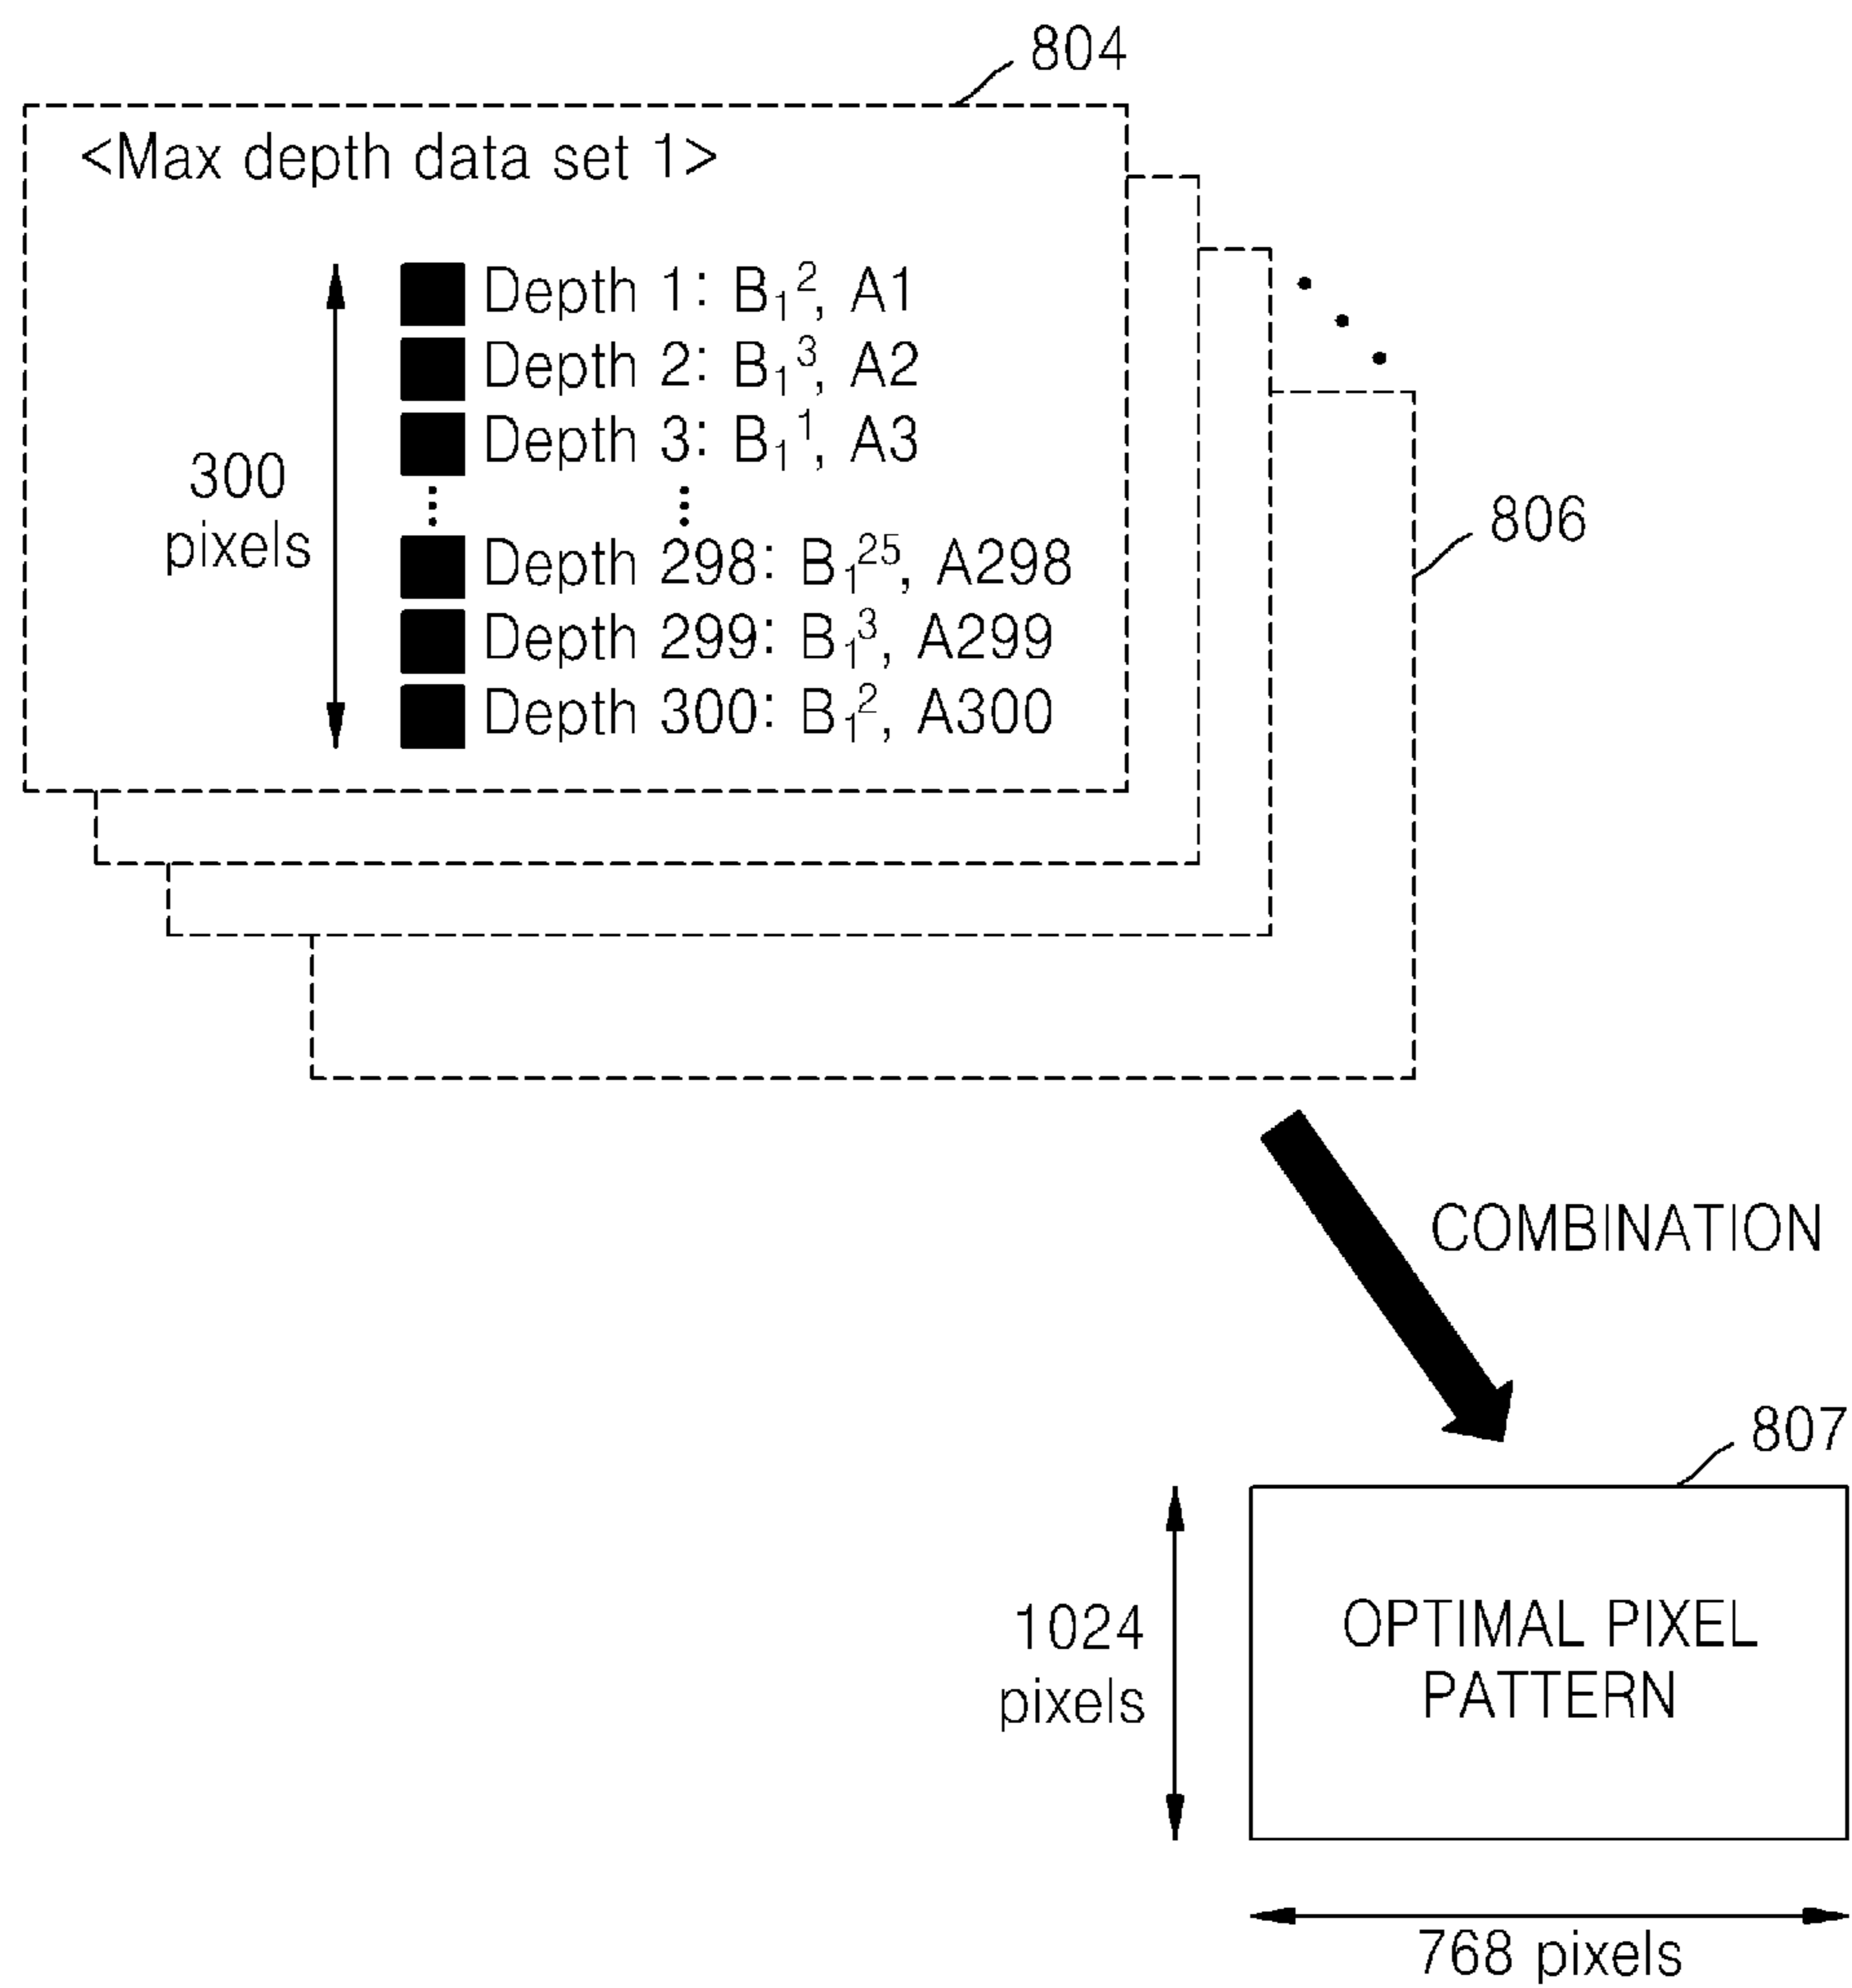 804
<Max depth data set 1>
Depth 1: B₁², A1
Depth 2: B₁³, A2
Depth 3: B₁¹, A3
300
pixels
Depth 298: B₁²⁵, A298
Depth 299: B₁³, A299
Depth 300: B₁², A300
806
COMBINATION
807
1024
pixels
OPTIMAL PIXEL
PATTERN
768 pixels